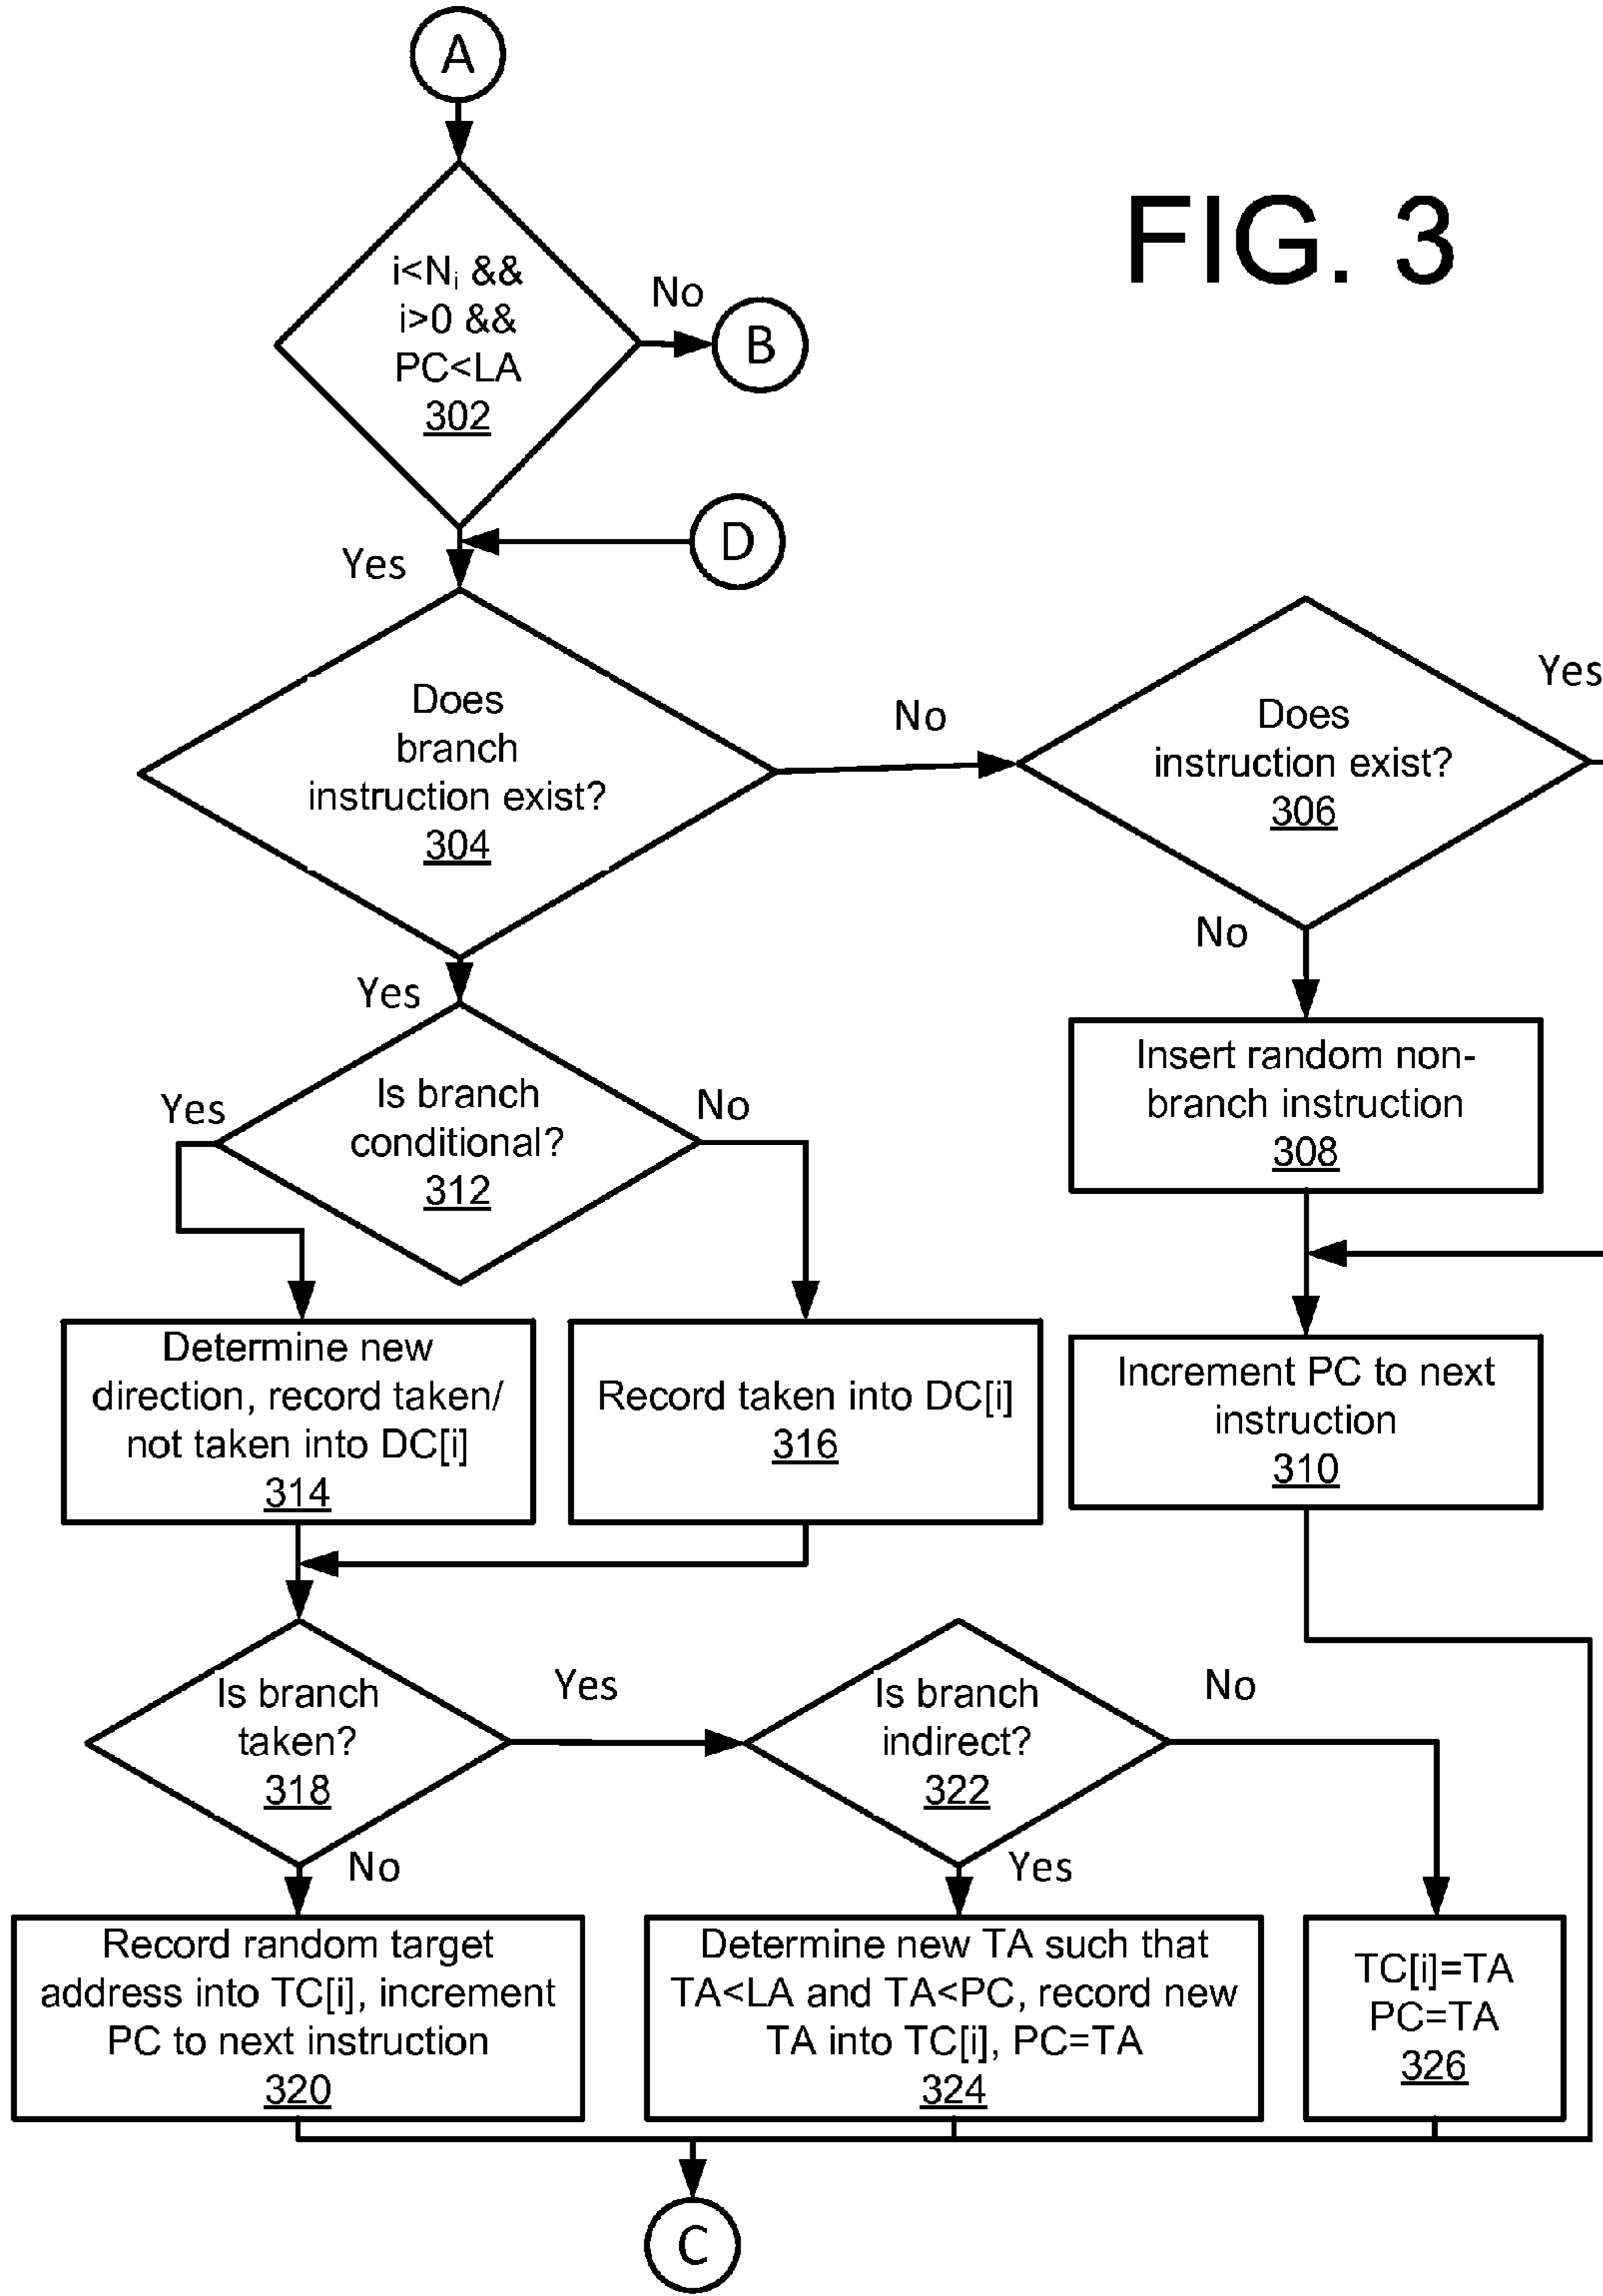 A
FIG. 3
i<Nᵢ &&
i>0 &&
PC<LA
302
No
B
D
Yes
Does
branch
instruction exist?
304
No
Does
instruction exist?
306
Yes
No
Yes
Insert random non-
branch instruction
308
Is branch
conditional?
312
Yes
No
Determine new
direction, record taken/
not taken into DC[i]
314
Record taken into DC[i]
316
Increment PC to next
instruction
310
Is branch
taken?
318
Yes
Is branch
indirect?
322
No
No
Yes
Record random target
address into TC[i], increment
PC to next instruction
320
Determine new TA such that
TA<LA and TA<PC, record new
TA into TC[i], PC=TA
324
TC[i]=TA
PC=TA
326
C